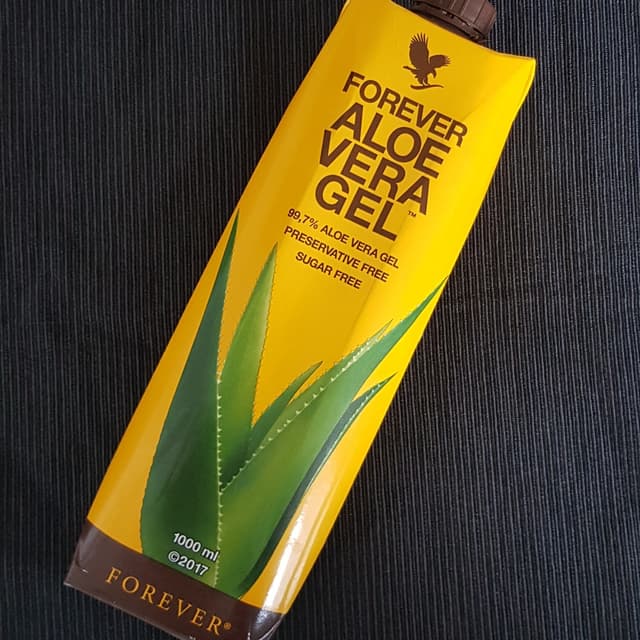 FOREVER
ALOE
VERA
GEL™
99,7% ALOE VERA GEL
PRESERVATIVE FREE
SUGAR FREE
1000 ml
©2017
FOREVER®